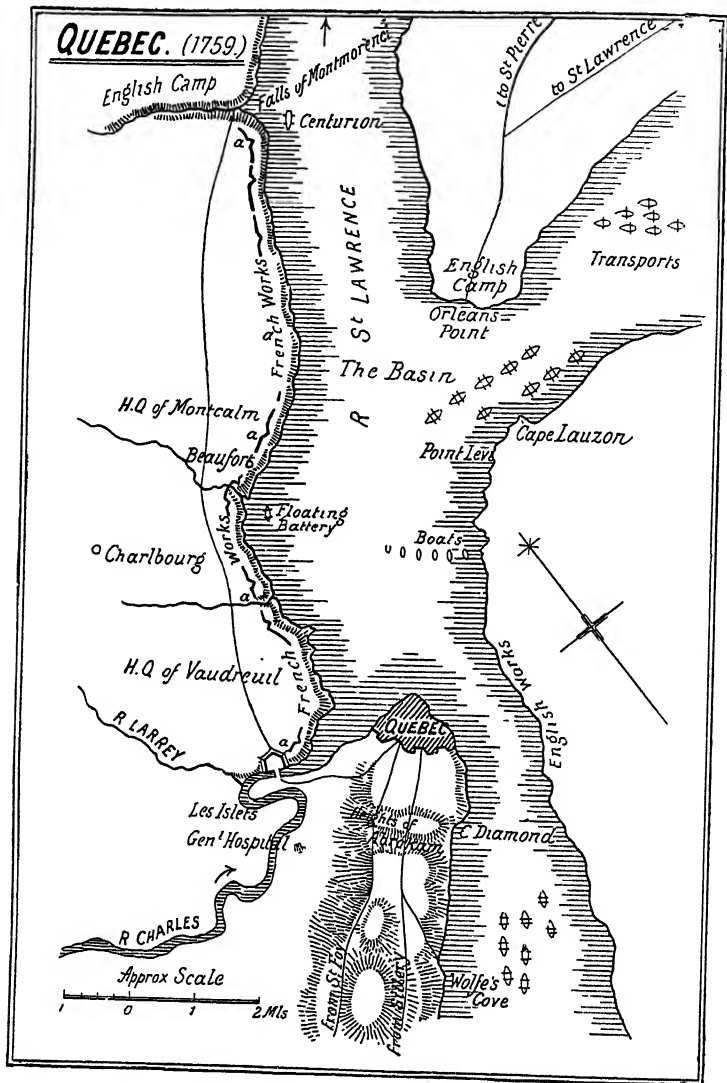 QUEBEC. (1759.)
English Camp
Falls of Montmorenci
(to St Pierre
to St Lawrence
Centurion
a
French Works
a
R St LAWRENCE
English
Camp
Orleans
Point
Transports
The Basin
H.Q of Montcalm
a
Beaufort
Point Levi
Cape Lauzon
Floating
Battery
Boats
Works
Charlbourg
a
H.Q of Vaudreuil
French
English Works
R LARREY
a
QUEBEC
Les Islets
Genl Hospital
Heights of
Abraham
C Diamond
R CHARLES
from St Foy
from Sillery
Wolfe's
Cove
Approx Scale
1 0 1 2 Mls